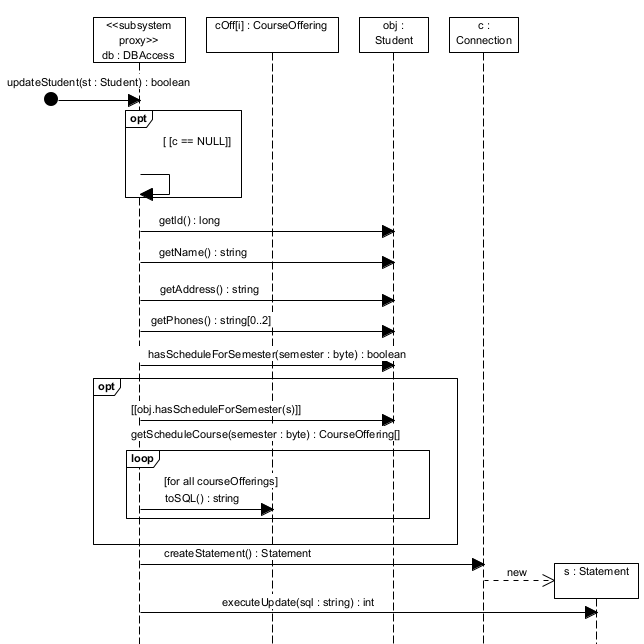 <<subsystem
proxy>>
db : DBAccess
cOff[i] : CourseOffering
obj :
Student
c :
Connection
updateStudent(st : Student) : boolean
opt
[ [c == NULL]]
getId() : long
getName() : string
getAddress() : string
getPhones() : string[0..2]
hasScheduleForSemester(semester : byte) : boolean
opt
[[obj.hasScheduleForSemester(s)]]
getScheduleCourse(semester : byte) : CourseOffering[]
loop
[for all courseOfferings]
toSQL() : string
createStatement() : Statement
new
s : Statement
executeUpdate(sql : string) : int